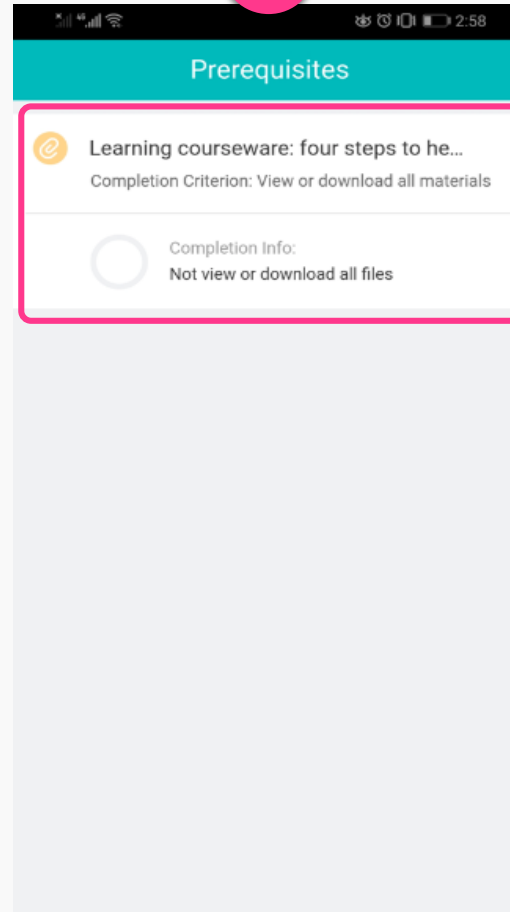 2:58
Prerequisites
Learning courseware: four steps to he...
Completion Criterion: View or download all materials
Completion Info:
Not view or download all files